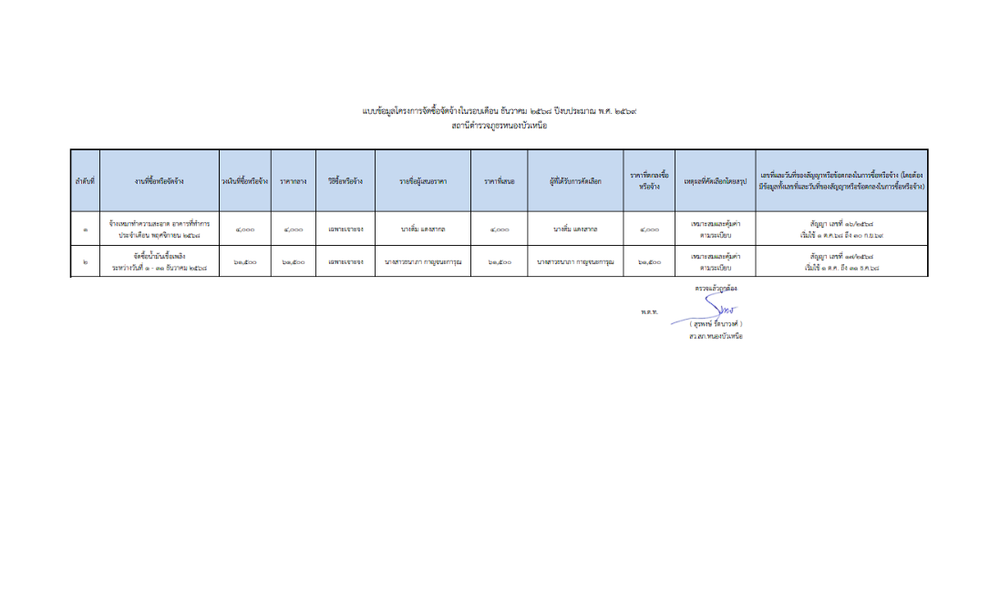 แบบข้อมูลโครงการจัดซื้อจัดจ้างในรอบเดือน ธันวาคม ๒๕๖๘ ปีงบประมาณ พ.ศ. ๒๕๖๙
สถานีตำรวจภูธรหนองบัวเหนือ
ลำดับที่ งานที่ซื้อหรือจัดจ้าง วงเงินที่ซื้อหรือจ้าง ราคากลาง วิธีซื้อหรือจ้าง รายชื่อผู้เสนอราคา ราคาที่เสนอ ผู้ที่ได้รับการคัดเลือก ราคาที่ตกลงซื้อ
หรือจ้าง เหตุผลที่คัดเลือกโดยสรุป เลขที่และวันที่ของสัญญาหรือข้อตกลงในการซื้อหรือจ้าง (โดยต้อง
มีข้อมูลทั้งเลขที่และวันที่ของสัญญาหรือข้อตกลงในการซื้อหรือจ้าง)
๑ จ้างเหมาทำความสะอาด อาคารที่ทำการ
ประจำเดือน พฤศจิกายน ๒๕๖๘ ๔,๐๐๐ ๔,๐๐๐ เฉพาะเจาะจง นางติ๋ม แดงสากล ๔,๐๐๐ นางติ๋ม แดงสากล ๔,๐๐๐ เหมาะสมและคุ้มค่า
ตามระเบียบ สัญญา เลขที่ ๑๖/๒๕๖๘
เริ่มใช้ ๑ ต.ค.๖๘ ถึง ๓๐ ก.ย.๖๙
๒ จัดซื้อน้ำมันเชื้อเพลิง
ระหว่างวันที่ ๑ - ๓๑ ธันวาคม ๒๕๖๘ ๖๑,๕๐๐ ๖๑,๕๐๐ เฉพาะเจาะจง นางสาวธนาภา กาญจนะการุณ ๖๑,๕๐๐ นางสาวธนาภา กาญจนะการุณ ๖๑,๕๐๐ เหมาะสมและคุ้มค่า
ตามระเบียบ สัญญา เลขที่ ๑๗/๒๕๖๘
เริ่มใช้ ๑ ต.ค. ถึง ๓๑ ธ.ค.๖๘
ตรวจแล้วถูกต้อง
พ.ต.ท.
( สุรพงษ์ รัตนาวงศ์ )
สว.สภ.หนองบัวเหนือ